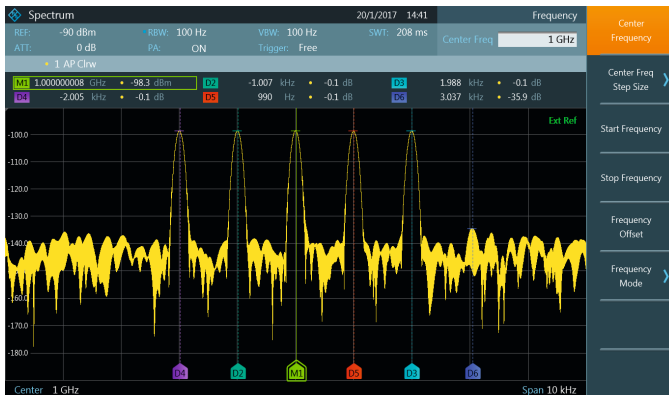 Spectrum 20/1/2017 14:41 Frequency
REF: -90 dBm RBW: 100 Hz VBW: 100 Hz SWT: 208 ms
ATT: 0 dB PA: ON Trigger: Free
Center Freq 1 GHz
1 AP Clrw
M1 1.000000008 GHz -98.3 dBm D2 -1.007 kHz -0.1 dB D3 1.988 kHz -0.1 dB
D4 -2.005 kHz -0.1 dB D5 990 Hz -0.1 dB D6 3.037 kHz -35.9 dB
Ext Ref
-100.0
-110.0
-120.0
-130.0
-140.0
-160.0
-170.0
-180.0
D4 D2 M1 D5 D3 D6
Center 1 GHz Span 10 kHz
Center
Frequency
Center Freq
Step Size
Start Frequency
Stop Frequency
Frequency
Offset
Frequency
Mode